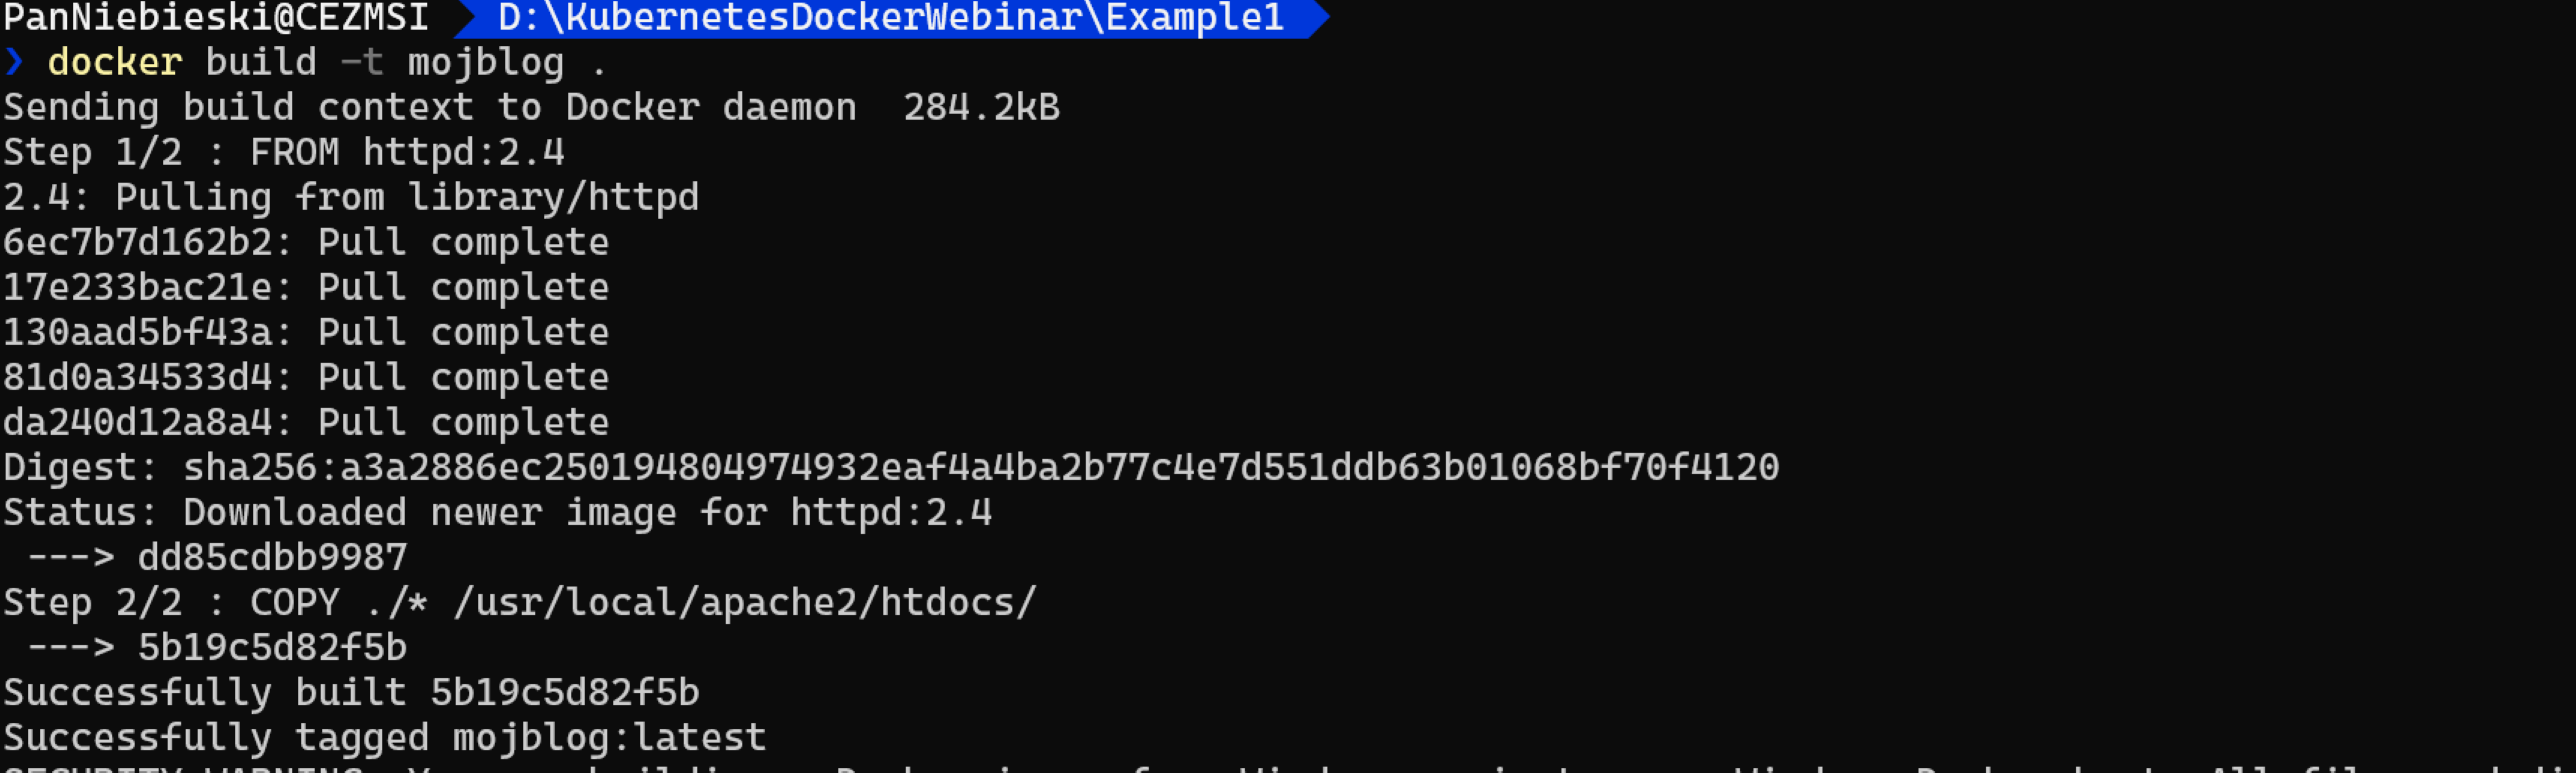 PanNiebieski@CEZMSI D:\KubernetesDockerWebinar\Example1
❯ docker build -t mojblog .
Sending build context to Docker daemon  284.2kB
Step 1/2 : FROM httpd:2.4
2.4: Pulling from library/httpd
6ec7b7d162b2: Pull complete
17e233bac21e: Pull complete
130aad5bf43a: Pull complete
81d0a34533d4: Pull complete
da240d12a8a4: Pull complete
Digest: sha256:a3a2886ec250194804974932eaf4a4ba2b77c4e7d551ddb63b01068bf70f4120
Status: Downloaded newer image for httpd:2.4
 ---> dd85cdbb9987
Step 2/2 : COPY ./* /usr/local/apache2/htdocs/
 ---> 5b19c5d82f5b
Successfully built 5b19c5d82f5b
Successfully tagged mojblog:latest